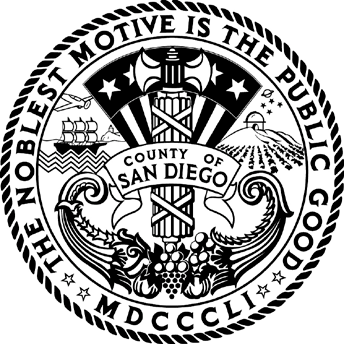 THE NOBLEST MOTIVE IS THE PUBLIC GOOD
COUNTY OF
SAN DIEGO
MDCCCLI